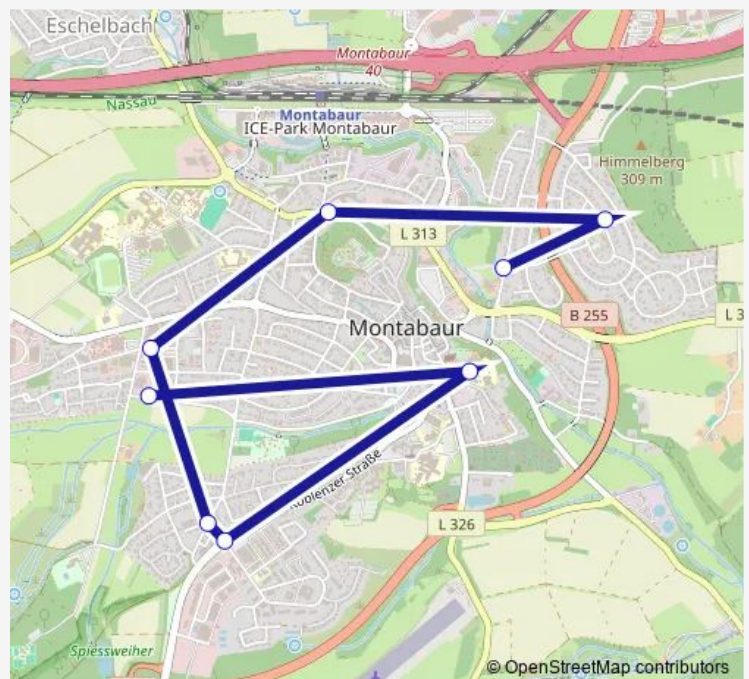 Eschelbach
Montabaur
40
Nassau
Montabaur
ICE-Park Montabaur
Himmelberg
309 m
L 313
B 255
L 3
Montabaur
Koblenzer Straße
L 326
Spiessweiher
© OpenStreetMap contributors